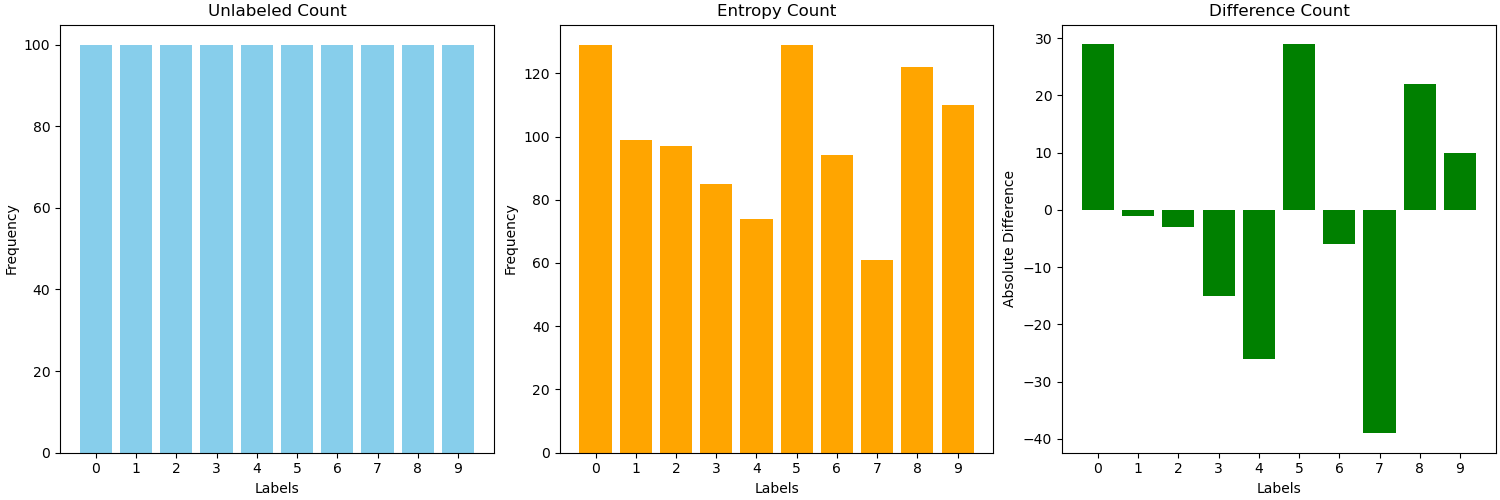 Unlabeled Count
100
80
60
40
20
0
Frequency
0 1 2 3 4 5 6 7 8 9
Labels
Entropy Count
120
100
80
60
40
20
0
Frequency
0 1 2 3 4 5 6 7 8 9
Labels
Difference Count
30
20
10
0
−10
−20
−30
−40
Absolute Difference
0 1 2 3 4 5 6 7 8 9
Labels